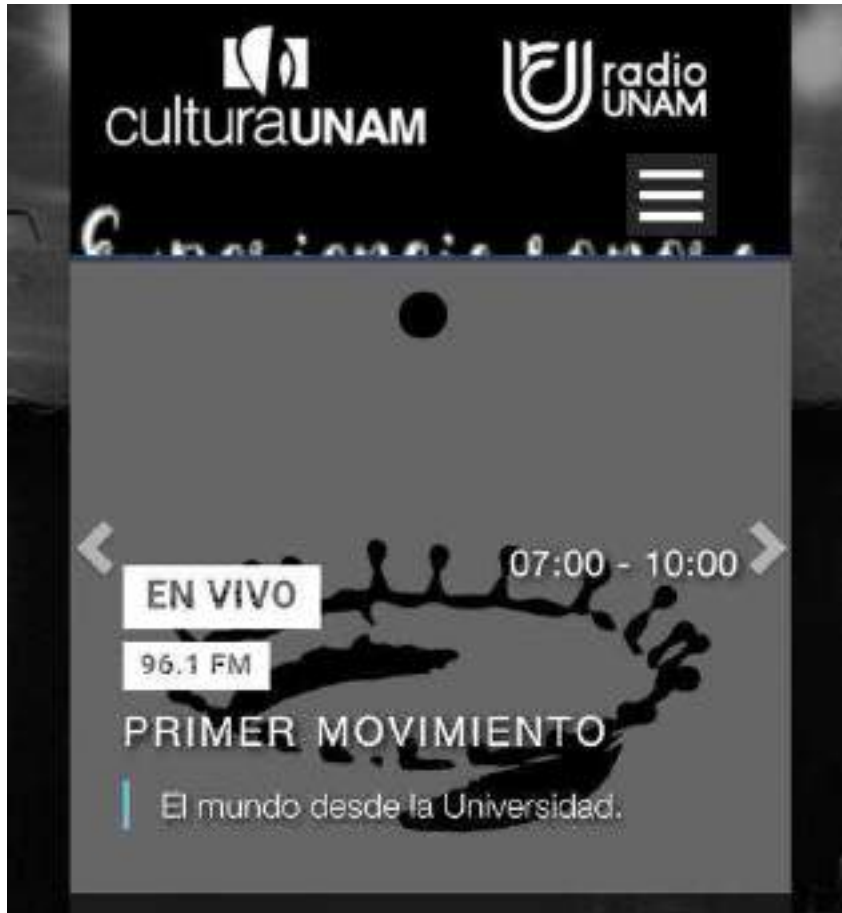 culturaUNAM
radio
UNAM
07:00 - 10:00
EN VIVO
96.1 FM
PRIMER MOVIMIENTO
El mundo desde la Universidad.